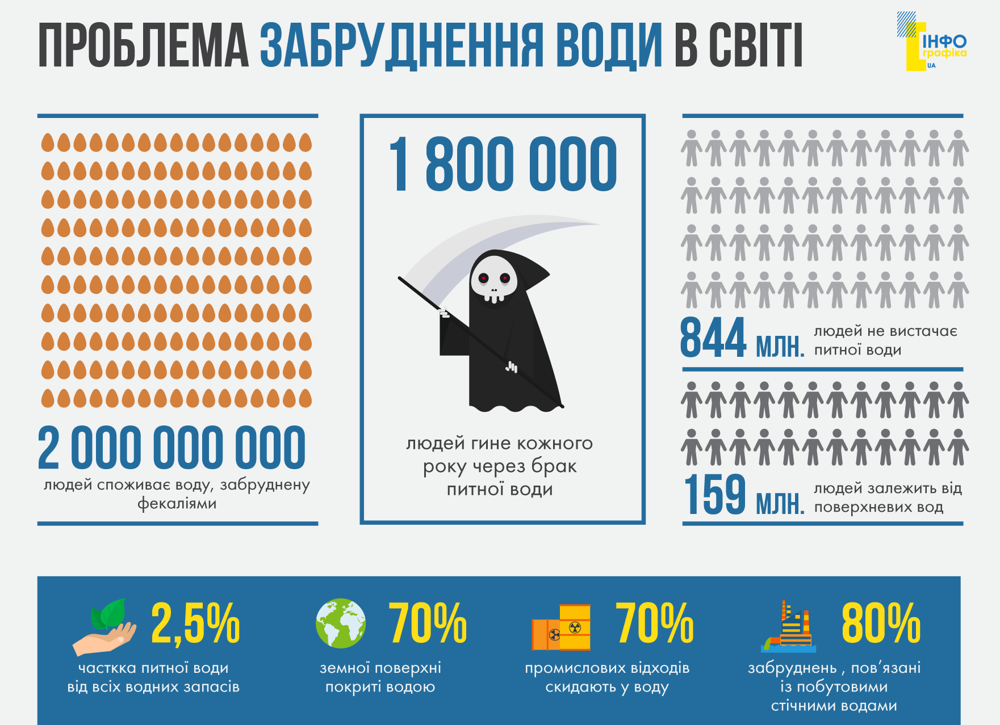 ПРОБЛЕМА ЗАБРУДНЕННЯ ВОДИ В СВІТІ
ІНФО
графіка
UA
2 000 000 000
людей споживає воду, забруднену
фекаліями
1 800 000
людей гине кожного
року через брак
питної води
844 МЛН.
людей не вистачає
питної води
159 МЛН.
людей залежить від
поверхневих вод
2,5%
часткка питної води
від всіх водних запасів
70%
земної поверхні
покриті водою
70%
промислових відходів
скидають у воду
80%
забруднень , пов’язані
із побутовими
стічними водами